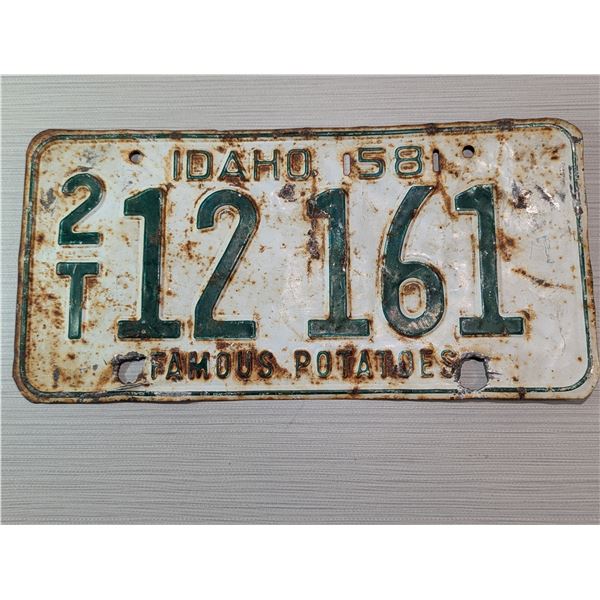 IDAHO. 1581
2/T 12 161
FAMOUS POTATOES